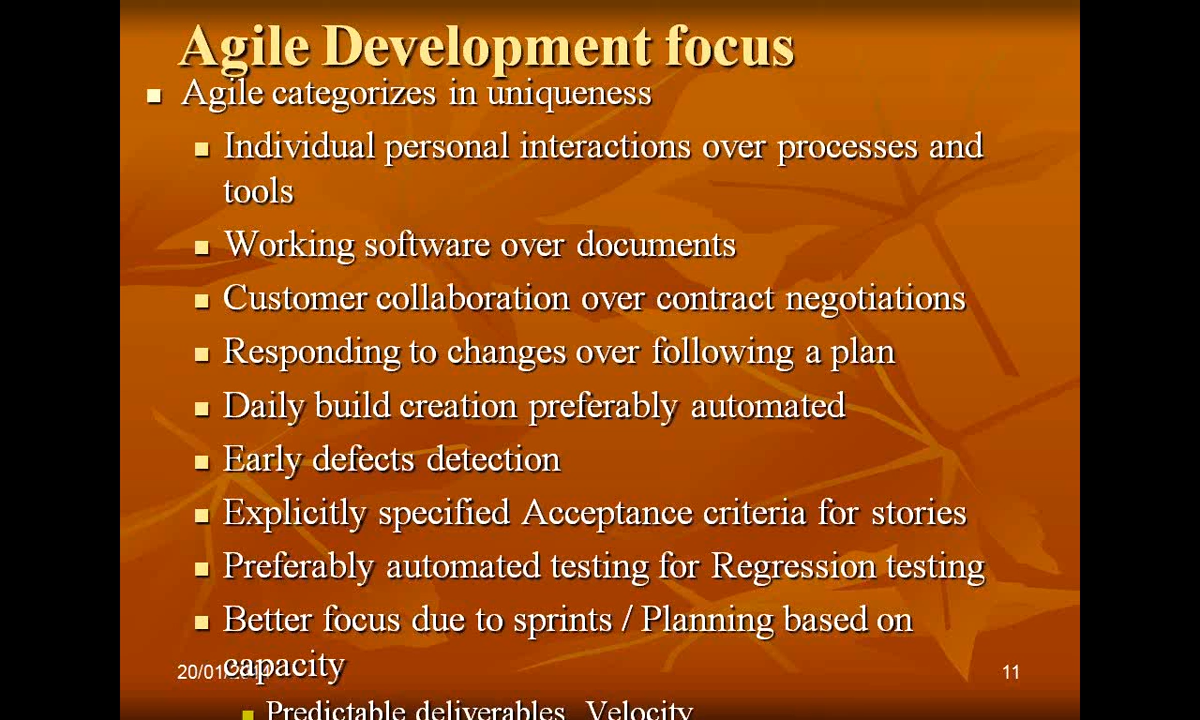 Agile Development focus
Agile categorizes in uniqueness
Individual personal interactions over processes and
tools
Working software over documents
Customer collaboration over contract negotiations
Responding to changes over following a plan
Daily build creation preferably automated
Early defects detection
Explicitly specified Acceptance criteria for stories
Preferably automated testing for Regression testing
Better focus due to sprints / Planning based on
capacity
11
Predictable deliverables Velocity